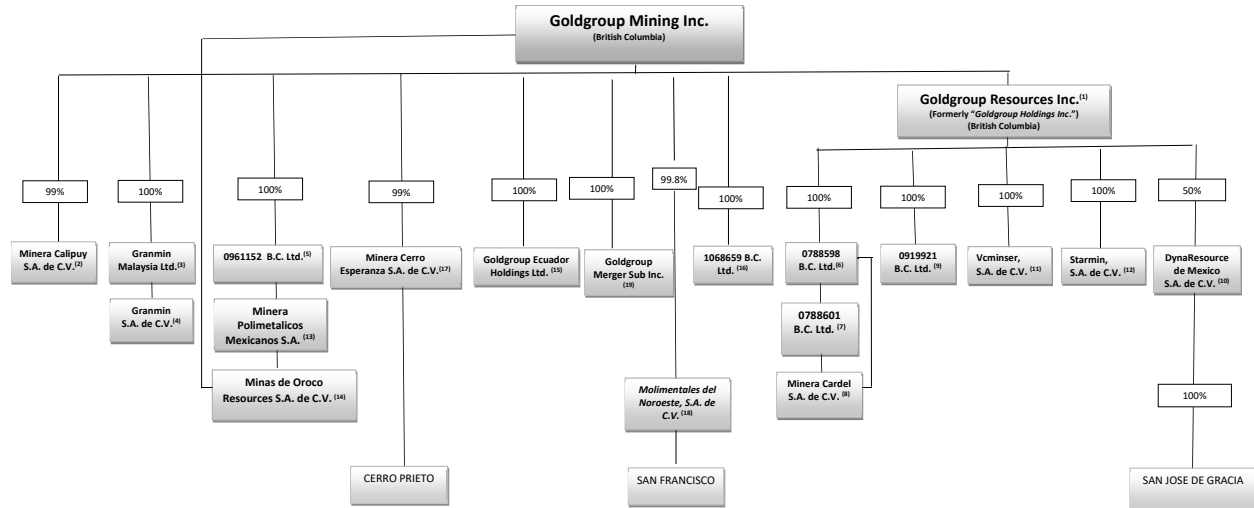 Goldgroup Mining Inc.
(British Columbia)
Goldgroup Resources Inc.(1)
(Formerly "Goldgroup Holdings Inc.")
(British Columbia)
99%
100%
100%
99%
100%
100%
99.8%
100%
100%
100%
100%
100%
50%
Minera Calipuy
S.A. de C.V.(2)
Granmin
Malaysia Ltd.(3)
0961152 B.C. Ltd.(5)
Minera Cerro
Esperanza S.A. de C.V.(17)
Goldgroup Ecuador
Holdings Ltd. (15)
Goldgroup
Merger Sub Inc.
(19)
1068659 B.C.
Ltd. (16)
0788598
B.C. Ltd.(6)
0919921
B.C. Ltd. (9)
Vcminser,
S.A. de C.V. (11)
Starmin,
S.A. de C.V. (12)
DynaResource
de Mexico
S.A. de C.V. (10)
Granmin
S.A. de C.V.(4)
Minera
Polimetalicos
Mexicanos S.A. (13)
0788601
B.C. Ltd. (7)
Minas de Oroco
Resources S.A. de C.V. (14)
Molimentales del
Noroeste, S.A. de
C.V. (18)
Minera Cardel
S.A. de C.V. (8)
100%
CERRO PRIETO
SAN FRANCISCO
SAN JOSE DE GRACIA